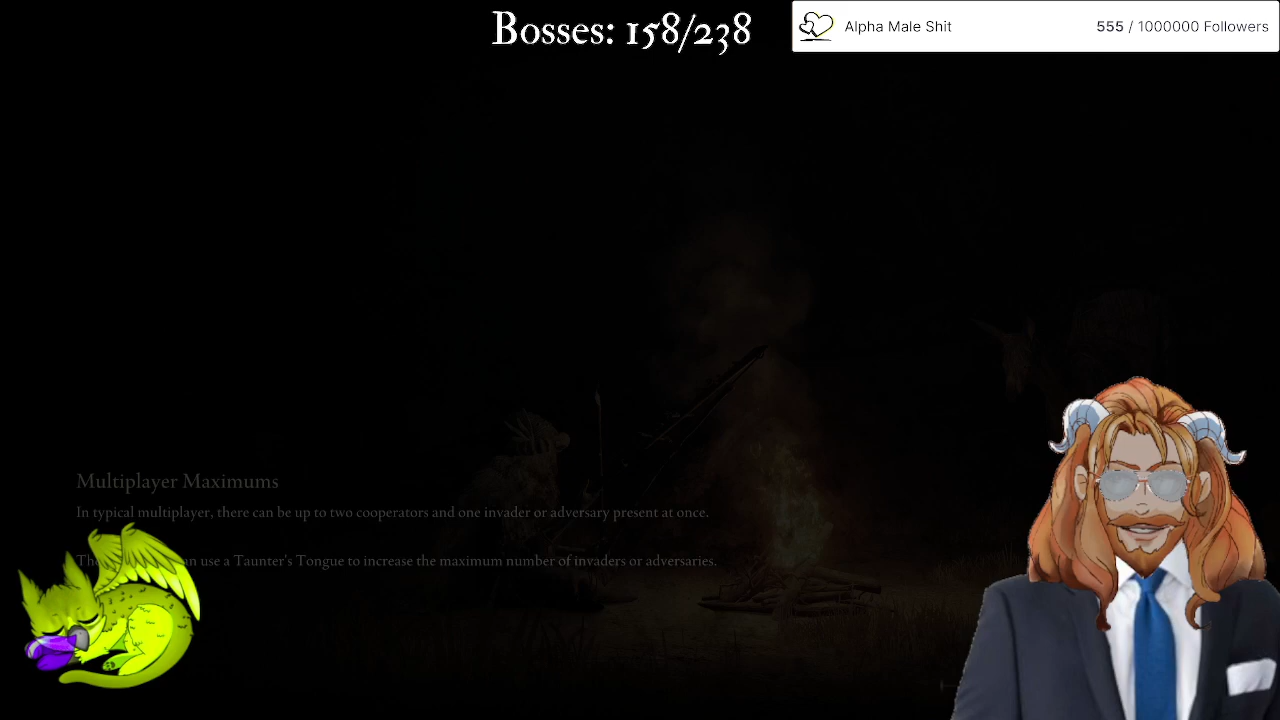 Bosses: 158/238
Alpha Male Shit
555 / 1000000 Followers
Multiplayer Maximums
In typical multiplayer, there can be up to two cooperators and one invader or adversary present at once.
use a Taunter's Tongue to increase the maximum number of invaders or adversaries.